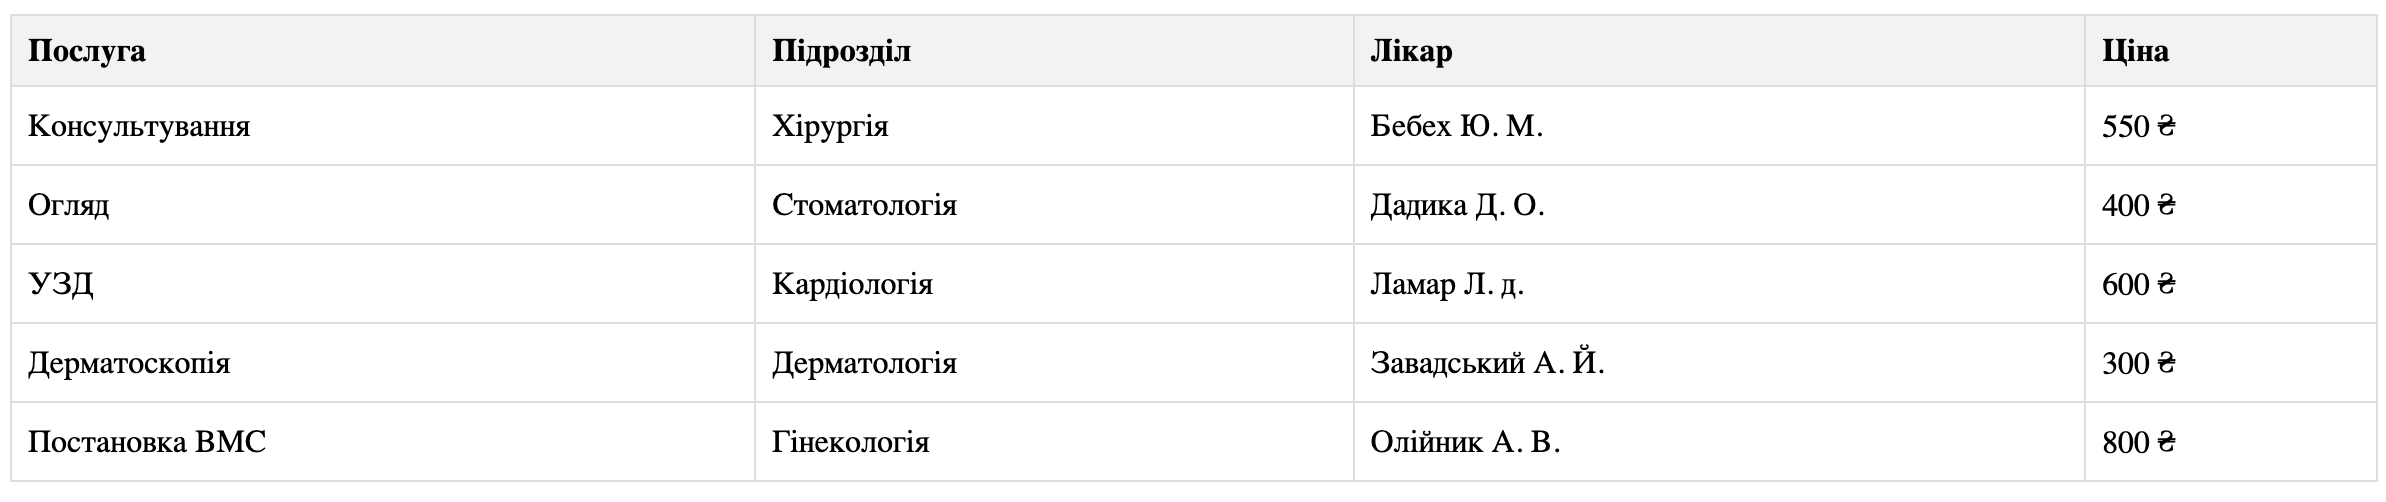 Послуга Підрозділ Лікар Ціна
Консультування Хірургія Бебех Ю. М. 550 ₴
Огляд Стоматологія Дадика Д. О. 400 ₴
УЗД Кардіологія Ламар Л. д. 600 ₴
Дерматоскопія Дерматологія Завадський А. Й. 300 ₴
Постановка ВМС Гінекологія Олійник А. В. 800 ₴